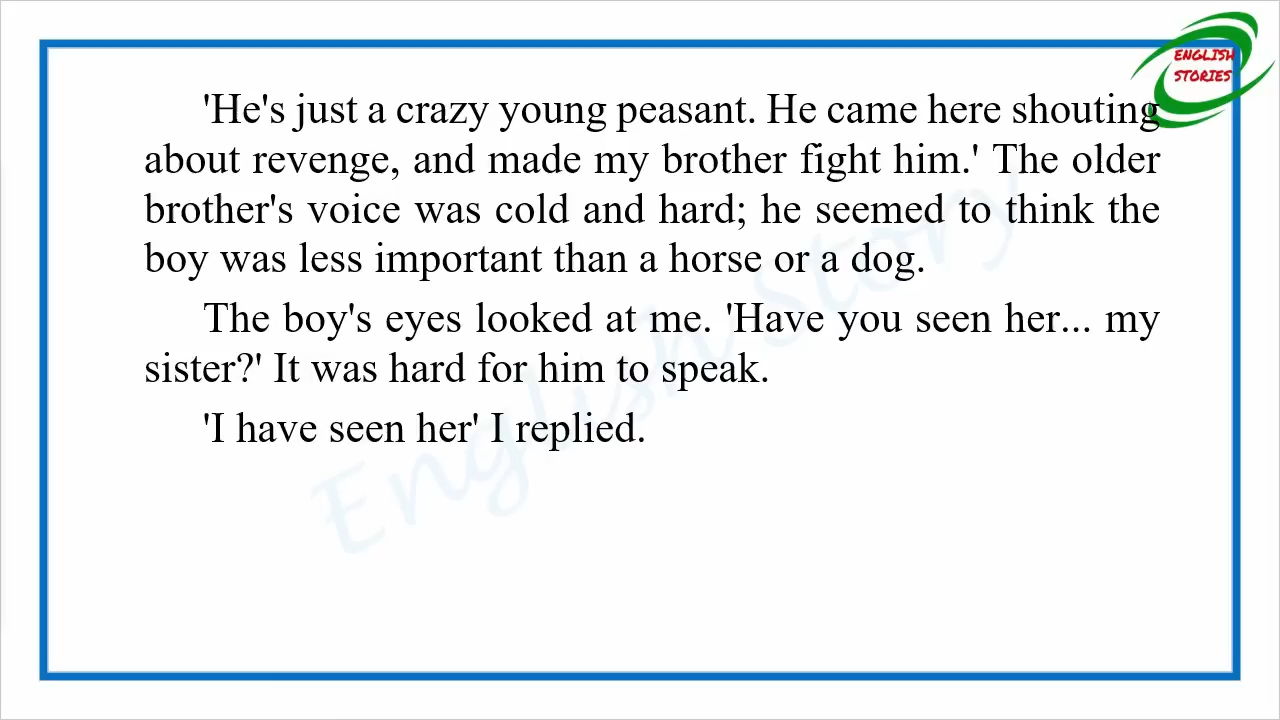 ENGLISH
STORIES
'He's just a crazy young peasant. He came here shouting
about revenge, and made my brother fight him.' The older
brother's voice was cold and hard; he seemed to think the
boy was less important than a horse or a dog.
The boy's eyes looked at me. 'Have you seen her... my
sister?' It was hard for him to speak.
'I have seen her' I replied.
English Story